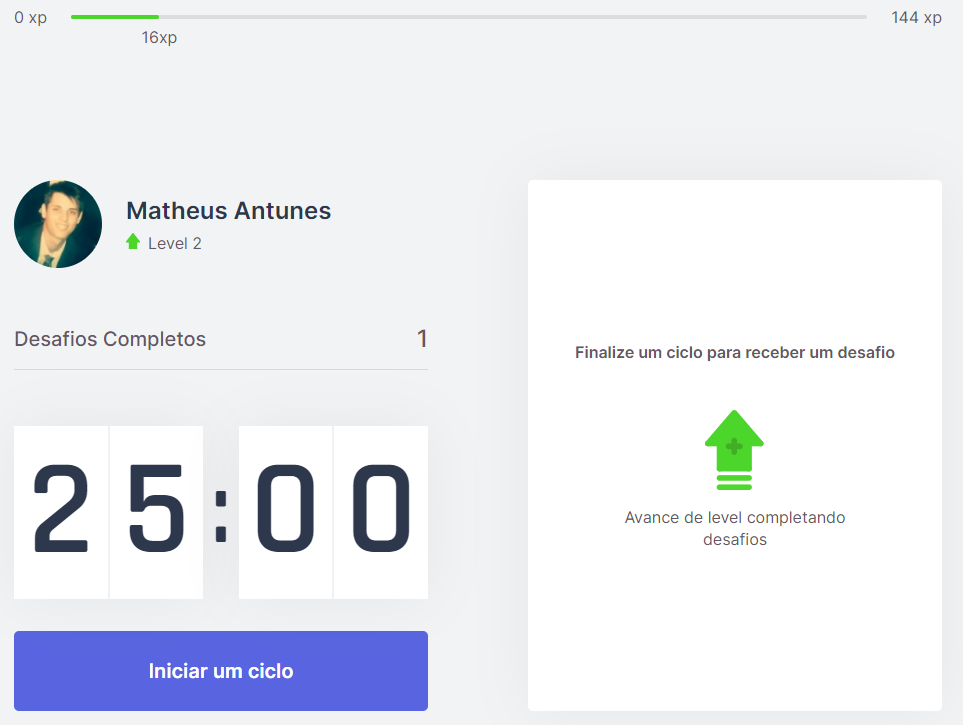 0 xp
144 xp
16xp
Matheus Antunes
Level 2
Desafios Completos 1
25:00
Iniciar um ciclo
Finalize um ciclo para receber um desafio
Avance de level completando
desafios